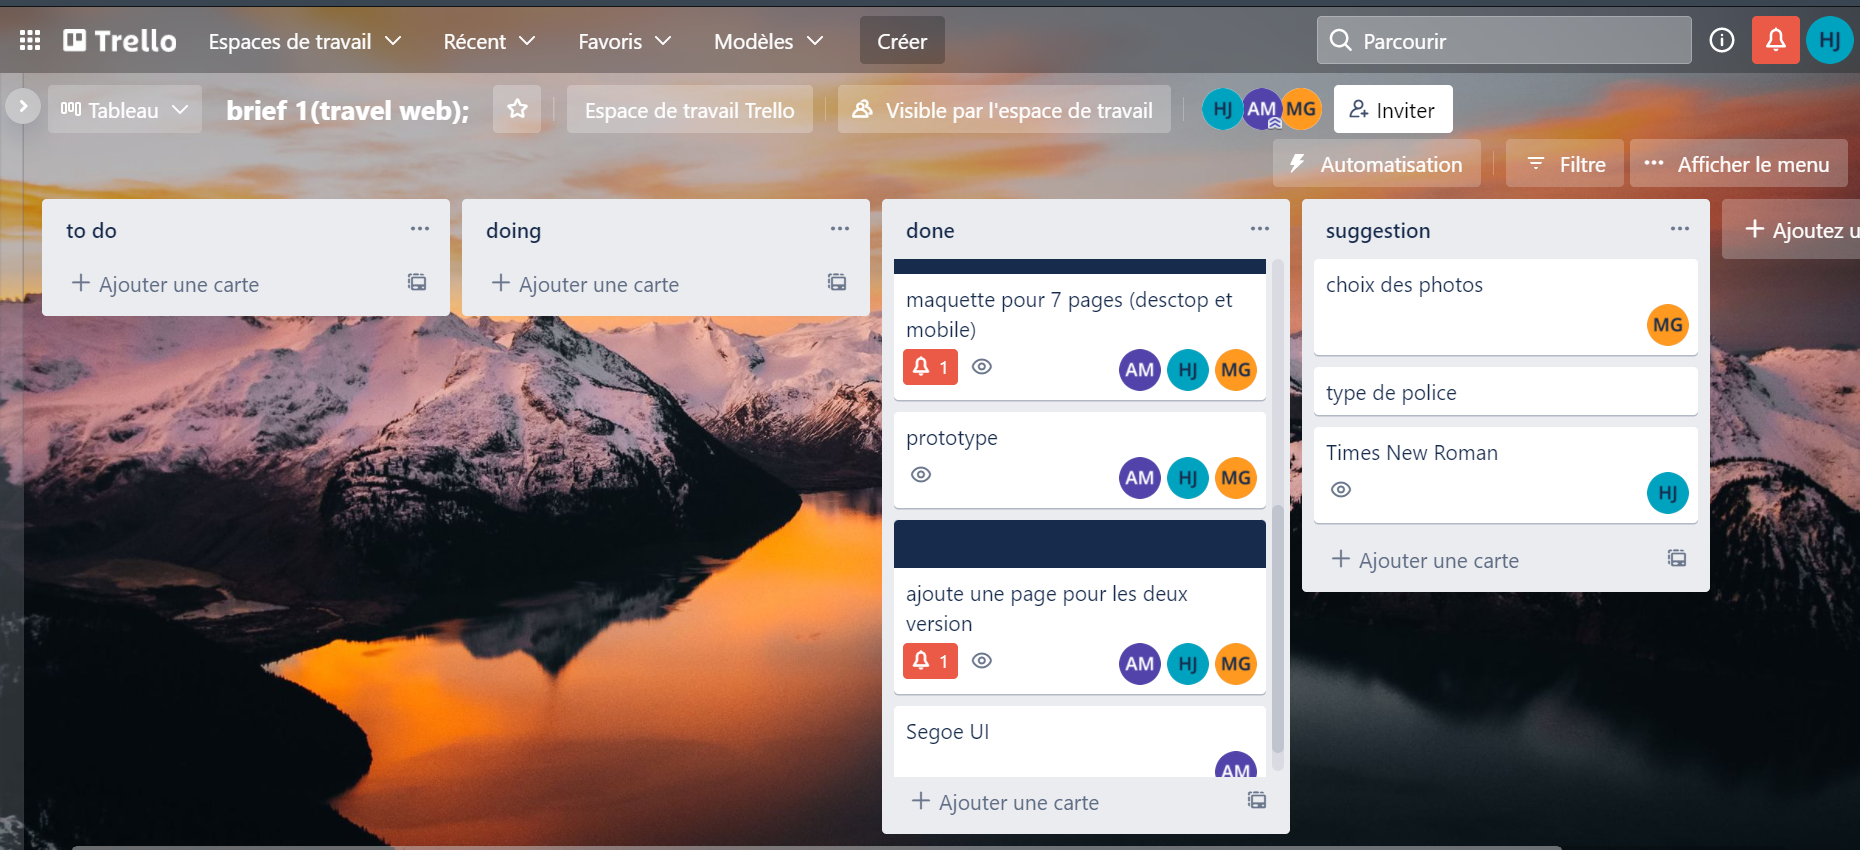 Trello
Espaces de travail
Récent
Favoris
Modèles
Créer
Parcourir
HJ
Tableau
brief 1(travel web);
Espace de travail Trello
Visible par l'espace de travail
HJ
AM
MG
Inviter
Automatisation
Filtre
Afficher le menu
to do
Ajouter une carte
doing
Ajouter une carte
done
maquette pour 7 pages (desctop et
mobile)
1
AM
HJ
MG
prototype
AM
HJ
MG
ajoute une page pour les deux
version
1
AM
HJ
MG
Segoe UI
AM
Ajouter une carte
suggestion
choix des photos
MG
type de police
Times New Roman
HJ
Ajouter une carte
Ajoutez u